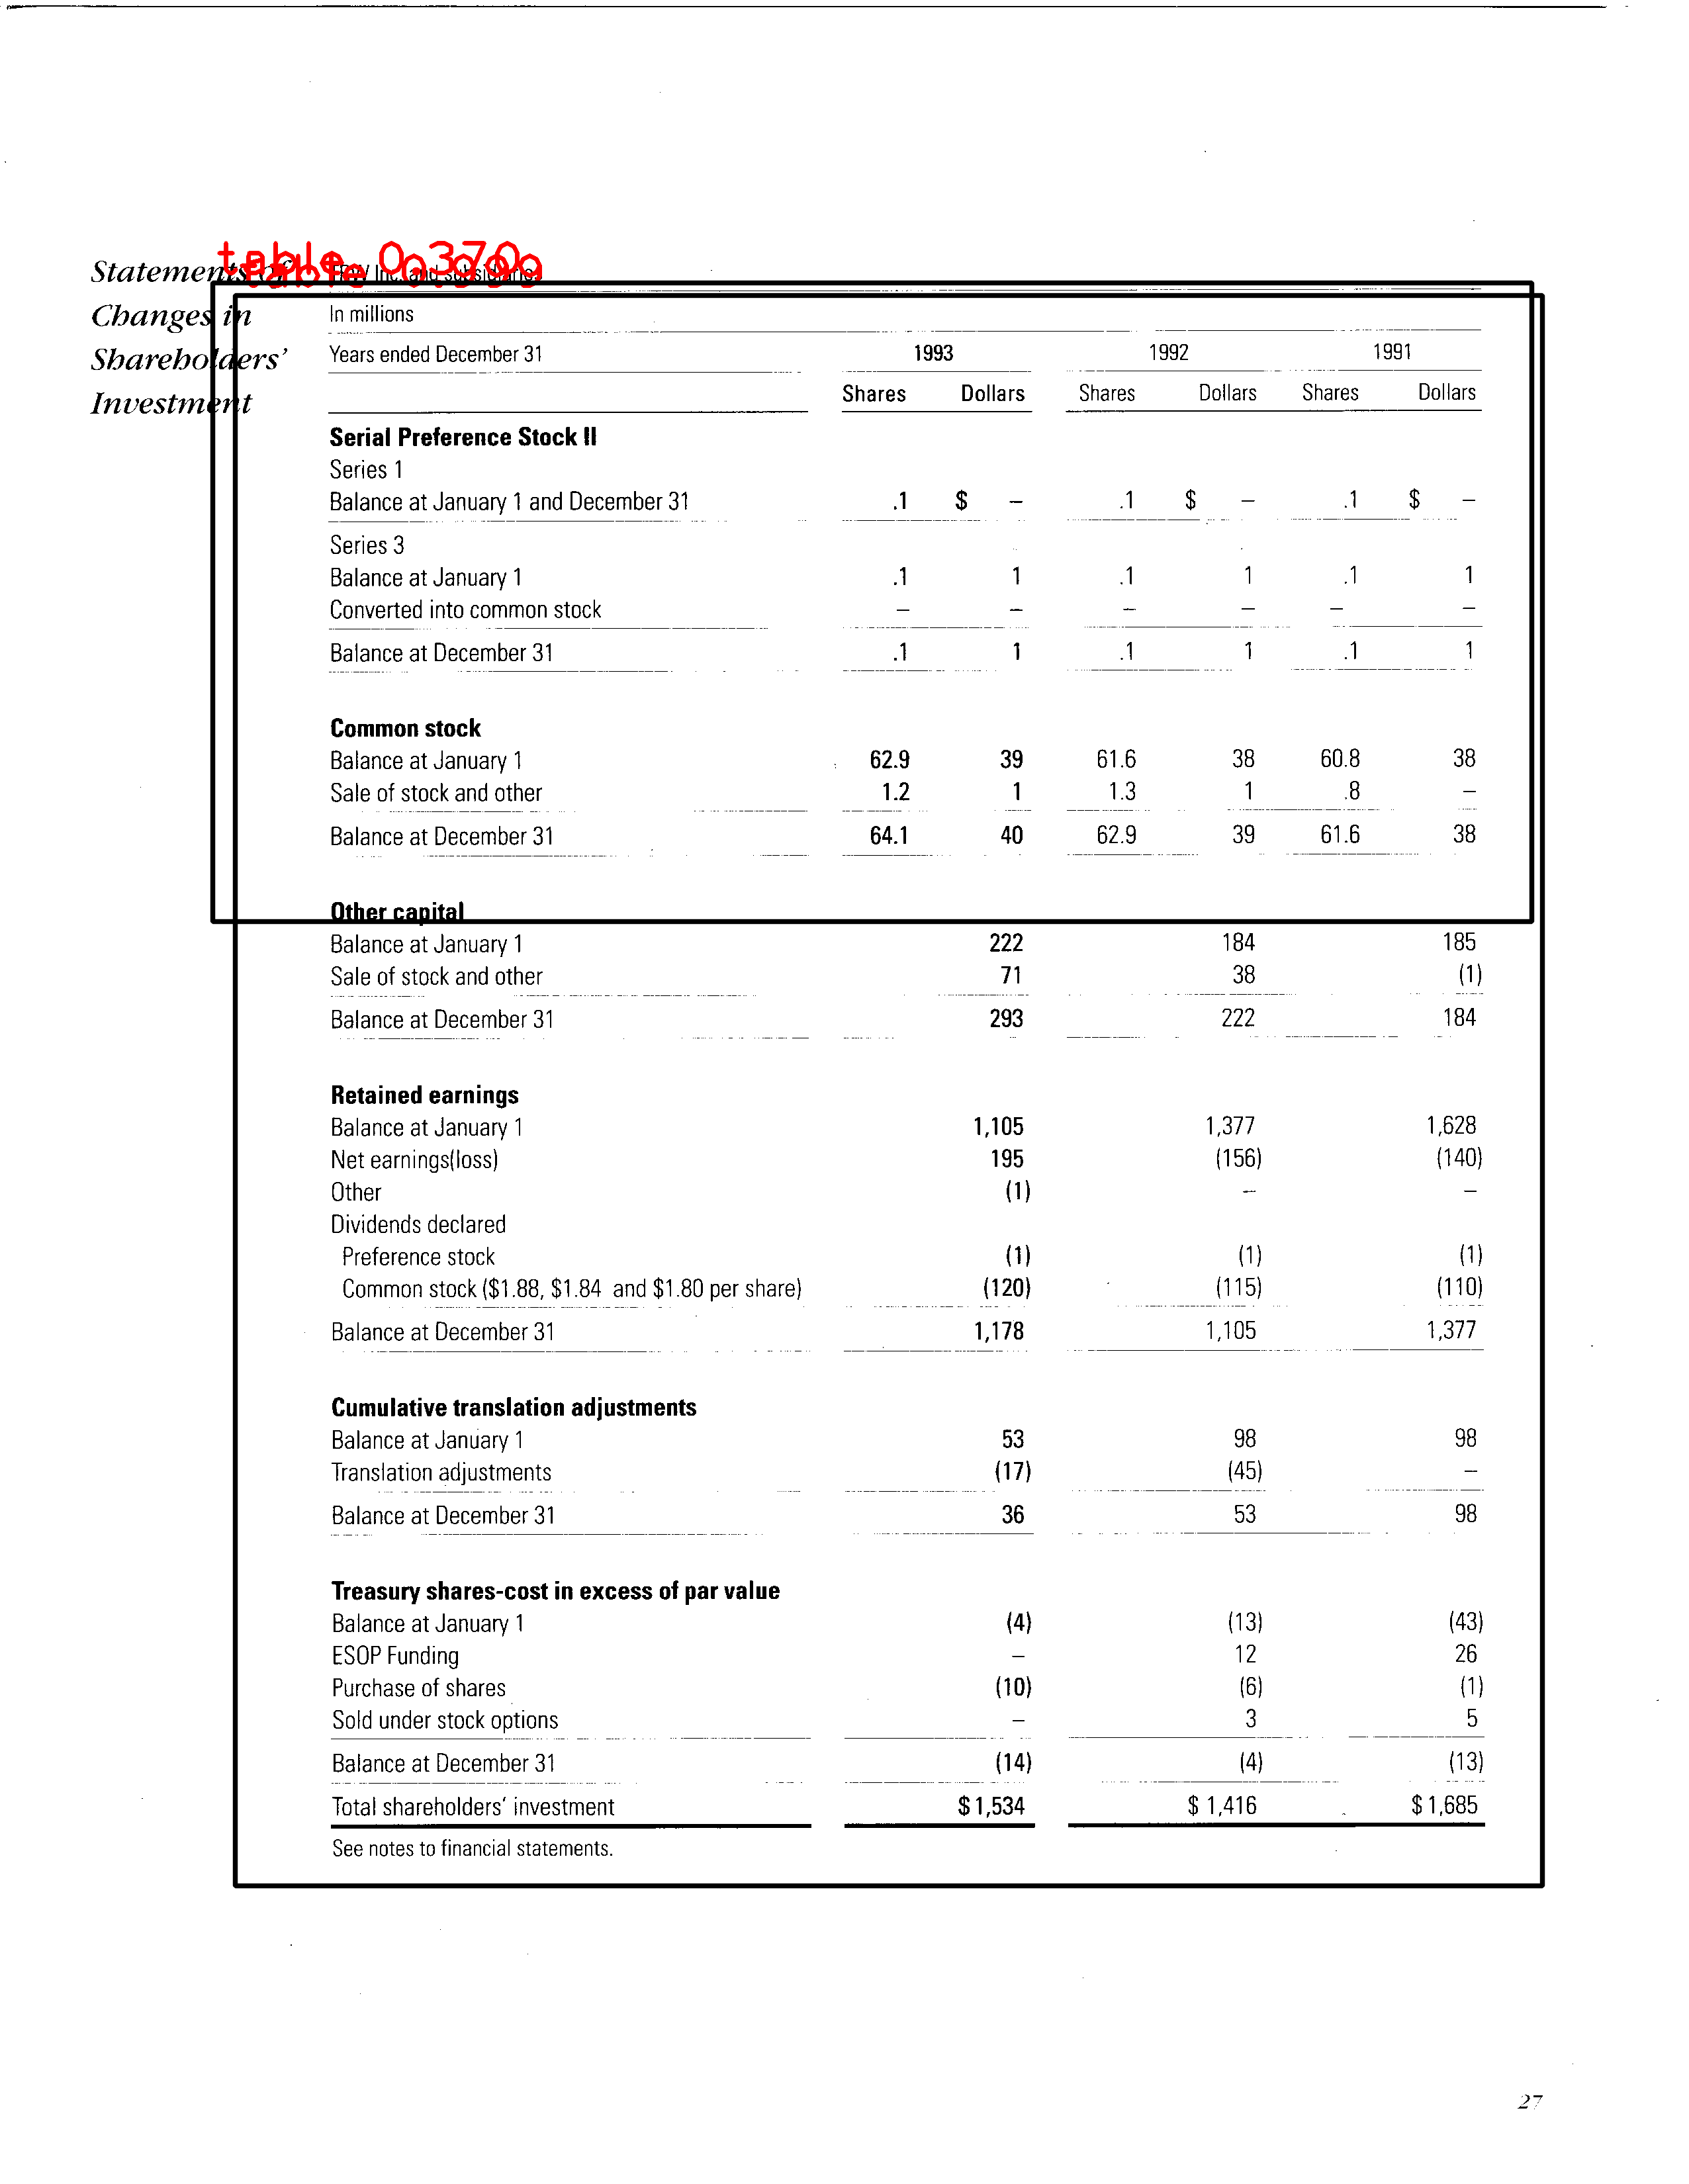 Statements of
Changes in
Shareholders'
Investment
Inc. and subsidiaries
In millions
Years ended December 31 1993 1992 1991
Shares Dollars Shares Dollars Shares Dollars
Serial Preference Stock II
Series 1
Balance at January 1 and December 31 .1 $ – .1 $ – .1 $ –
Series 3
Balance at January 1 .1 1 .1 1 .1 1
Converted into common stock – – – – – –
Balance at December 31 .1 1 .1 1 .1 1
Common stock
Balance at January 1 62.9 39 61.6 38 60.8 38
Sale of stock and other 1.2 1 1.3 1 .8 –
Balance at December 31 64.1 40 62.9 39 61.6 38
Other capital
Balance at January 1 222 184 185
Sale of stock and other 71 38 (1)
Balance at December 31 293 222 184
Retained earnings
Balance at January 1 1,105 1,377 1,628
Net earnings(loss) 195 (156) (140)
Other (1) – –
Dividends declared
Preference stock (1) (1) (1)
Common stock ($1.88, $1.84 and $1.80 per share) (120) (115) (110)
Balance at December 31 1,178 1,105 1,377
Cumulative translation adjustments
Balance at January 1 53 98 98
Translation adjustments (17) (45) –
Balance at December 31 36 53 98
Treasury shares-cost in excess of par value
Balance at January 1 (4) (13) (43)
ESOP Funding – 12 26
Purchase of shares (10) (6) (1)
Sold under stock options – 3 5
Balance at December 31 (14) (4) (13)
Total shareholders' investment $ 1,534 $ 1,416 $ 1,685
See notes to financial statements.
27